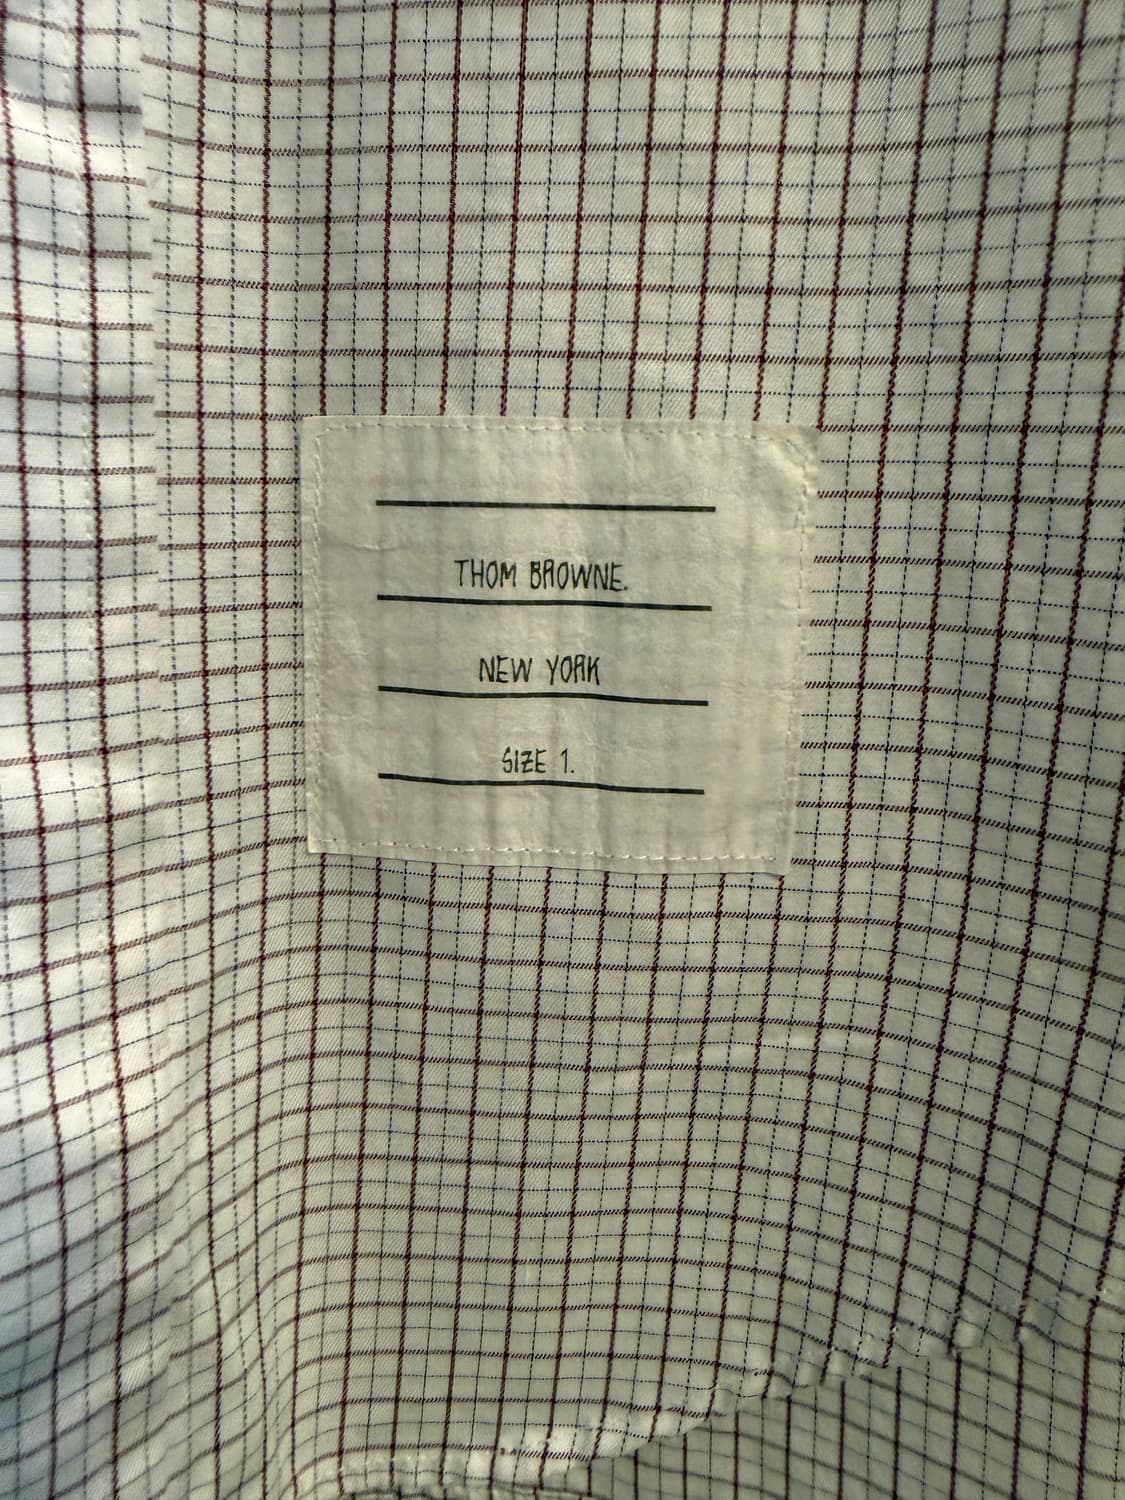 THOM BROWNE.
NEW YORK
SIZE 1.